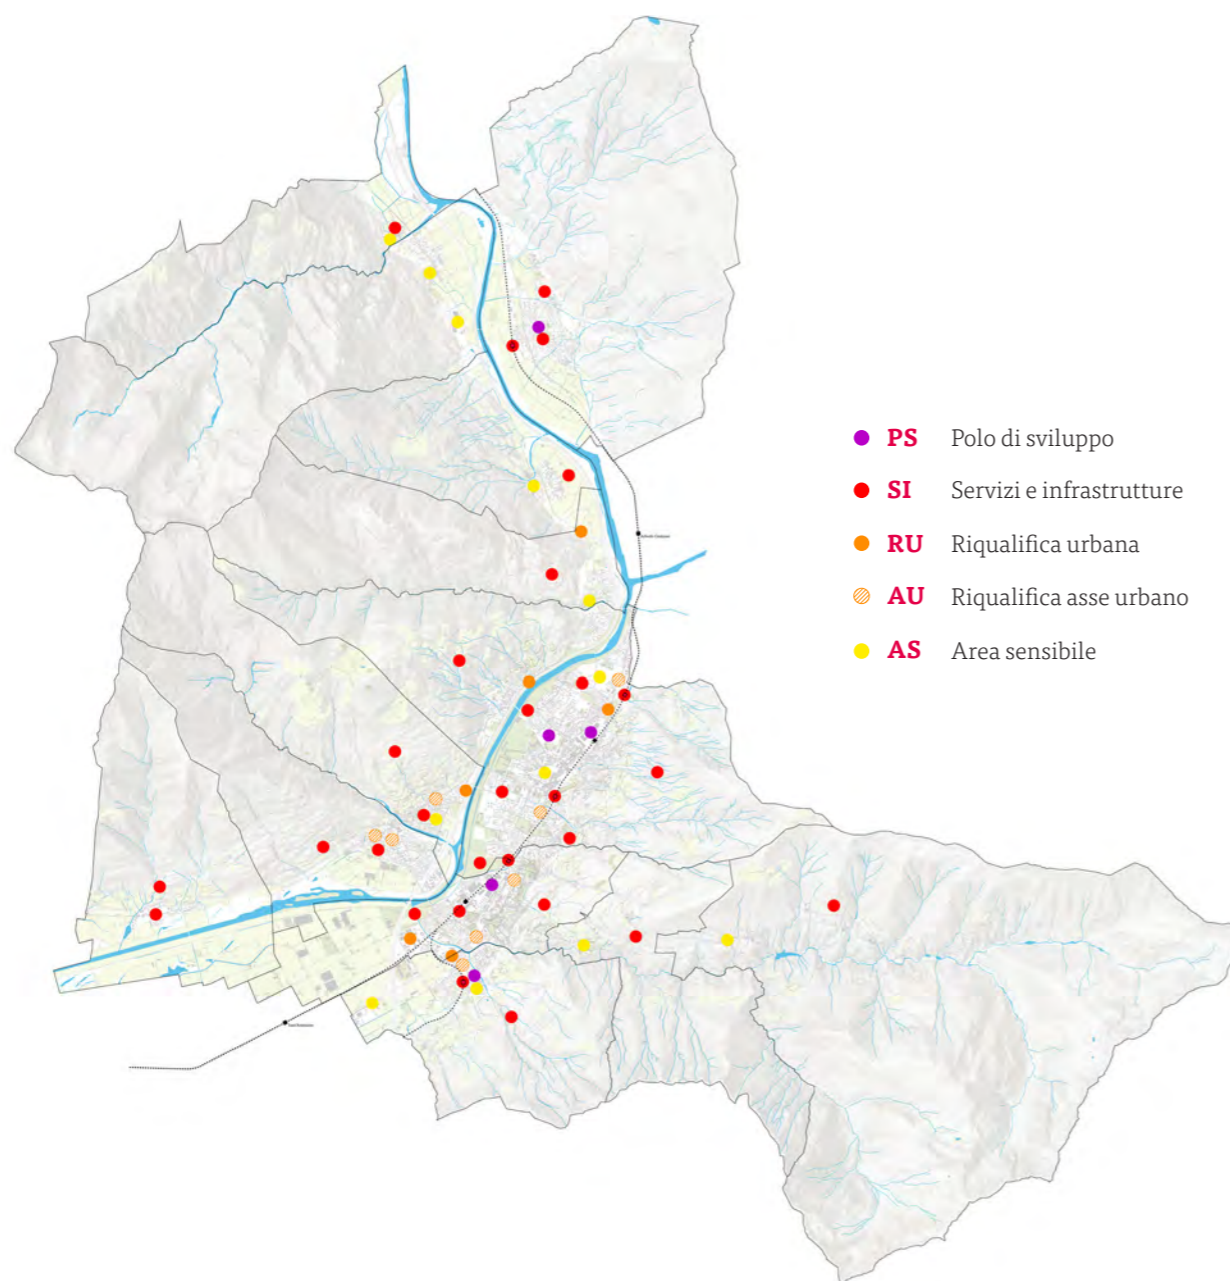 PS Polo di sviluppo
SI Servizi e infrastrutture
RU Riqualifica urbana
AU Riqualifica asse urbano
AS Area sensibile